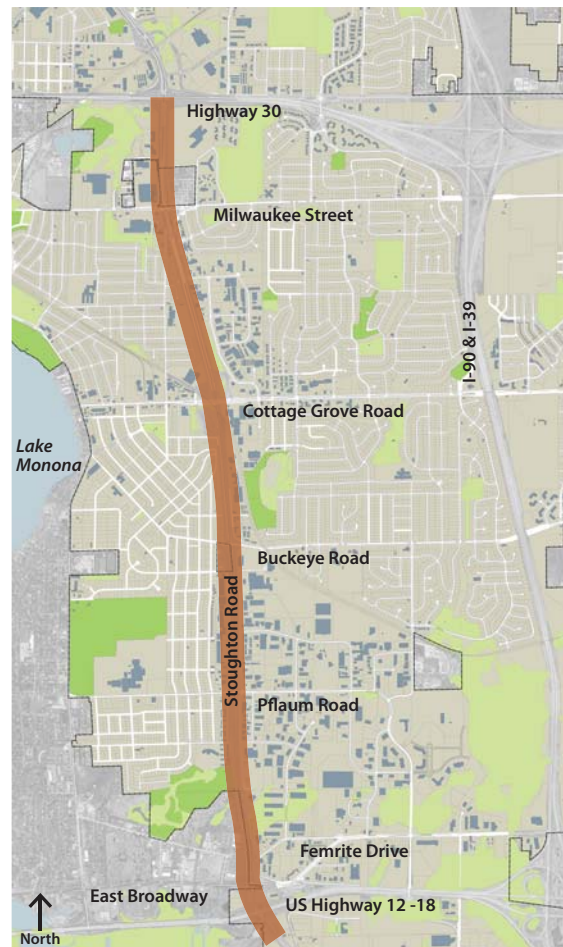 Highway 30
Milwaukee Street
I-90 & I-39
Cottage Grove Road
Lake
Monona
Buckeye Road
Stoughton Road
Pflaum Road
Femrite Drive
East Broadway
US Highway 12 -18
North